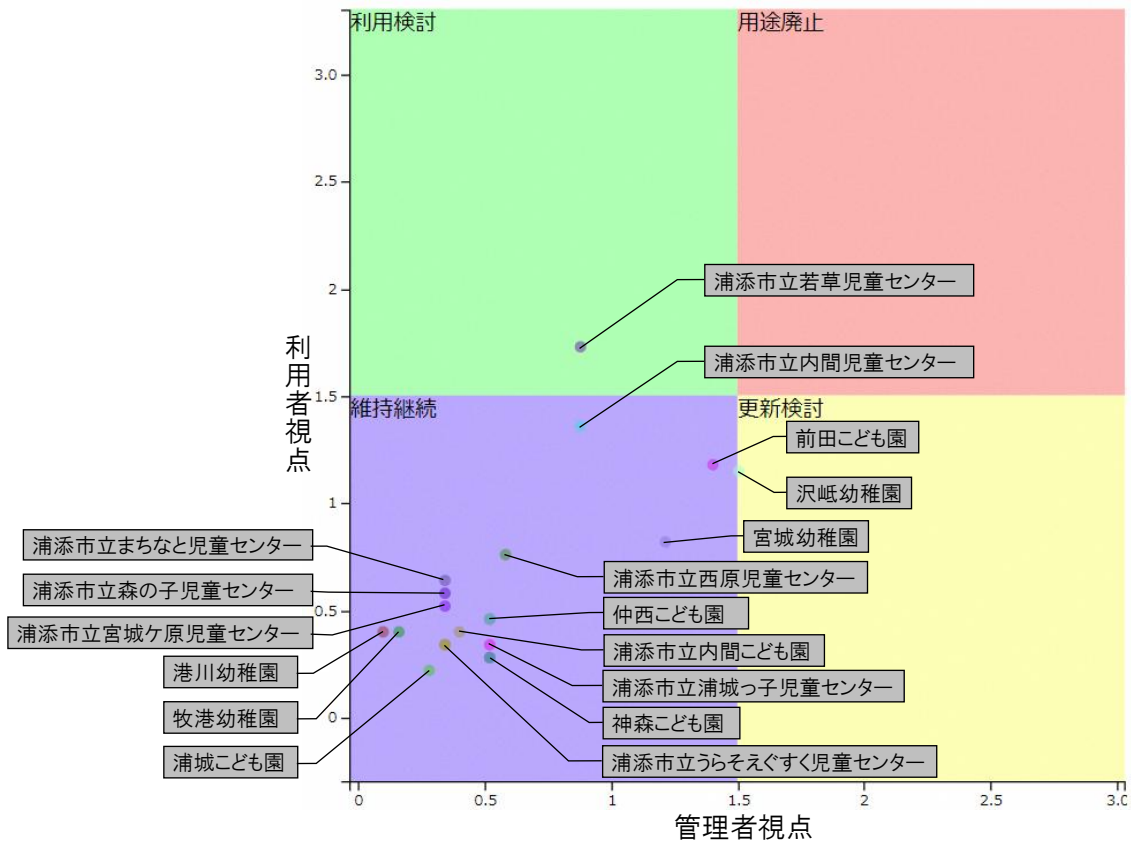 利用検討
用途廃止
3.0
2.5
2
1.5
1
0.5
0
利用者視点
浦添市立若草児童センター
浦添市立内間児童センター
維持継続
更新検討
前田こども園
沢岻幼稚園
宮城幼稚園
浦添市立まちなと児童センター
浦添市立森の子児童センター
浦添市立宮城ケ原児童センター
港川幼稚園
牧港幼稚園
浦城こども園
浦添市立西原児童センター
仲西こども園
浦添市立内間こども園
浦添市立浦城っ子児童センター
神森こども園
浦添市立うらそえぐすく児童センター
0
0.5
1
1.5
2
2.5
3.0
管理者視点